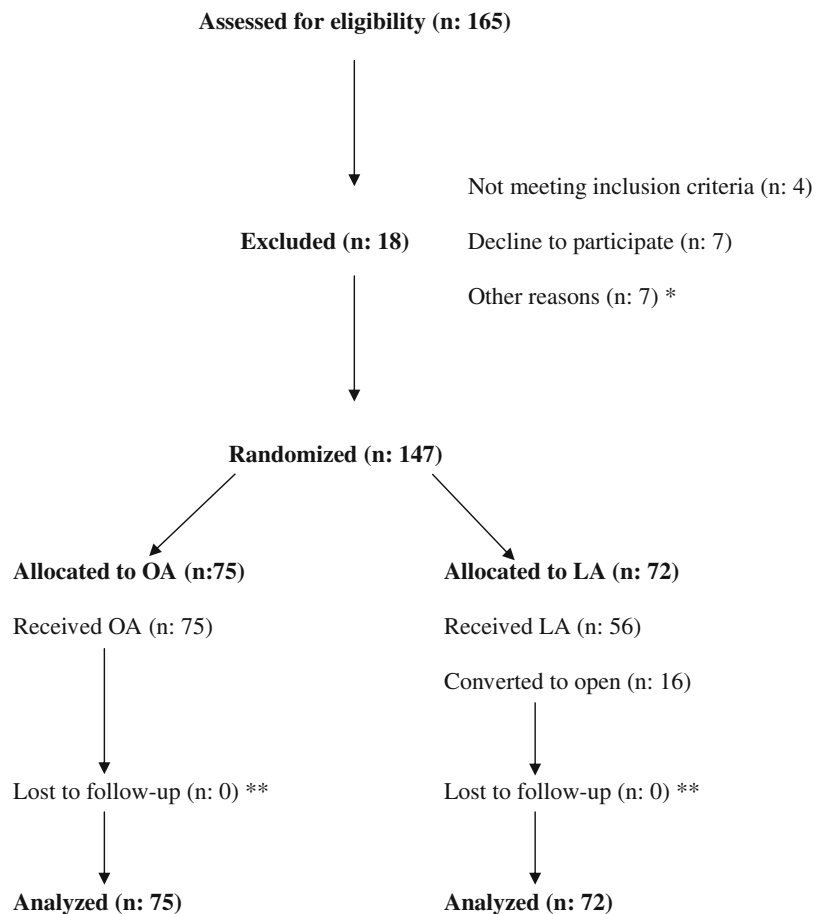 Assessed for eligibility (n: 165)
Not meeting inclusion criteria (n: 4)
Excluded (n: 18)
Decline to participate (n: 7)
Other reasons (n: 7) *
Randomized (n: 147)
Allocated to OA (n:75)
Received OA (n: 75)
Lost to follow-up (n: 0) **
Analyzed (n: 75)
Allocated to LA (n: 72)
Received LA (n: 56)
Converted to open (n: 16)
Lost to follow-up (n: 0) **
Analyzed (n: 72)